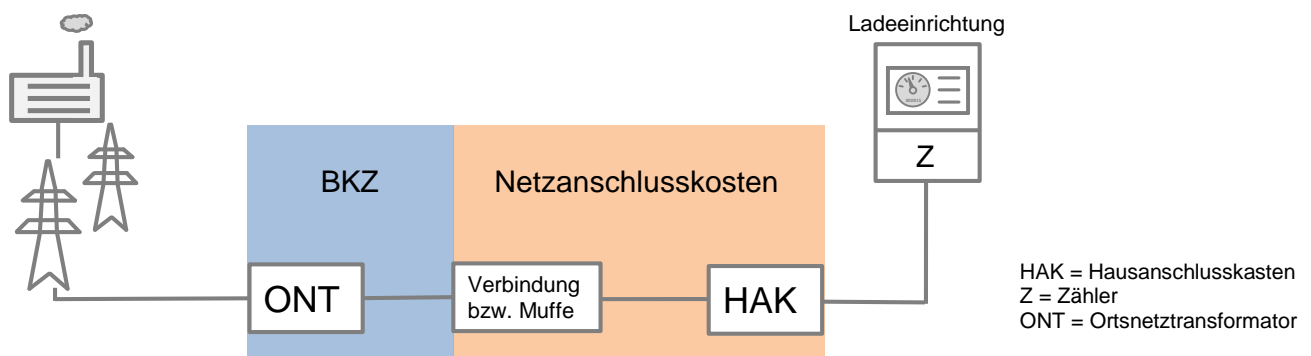 Ladeeinrichtung
Z
BKZ
Netzanschlusskosten
ONT
Verbindung
bzw. Muffe
HAK
HAK = Hausanschlusskasten
Z = Zähler
ONT = Ortsnetztransformator